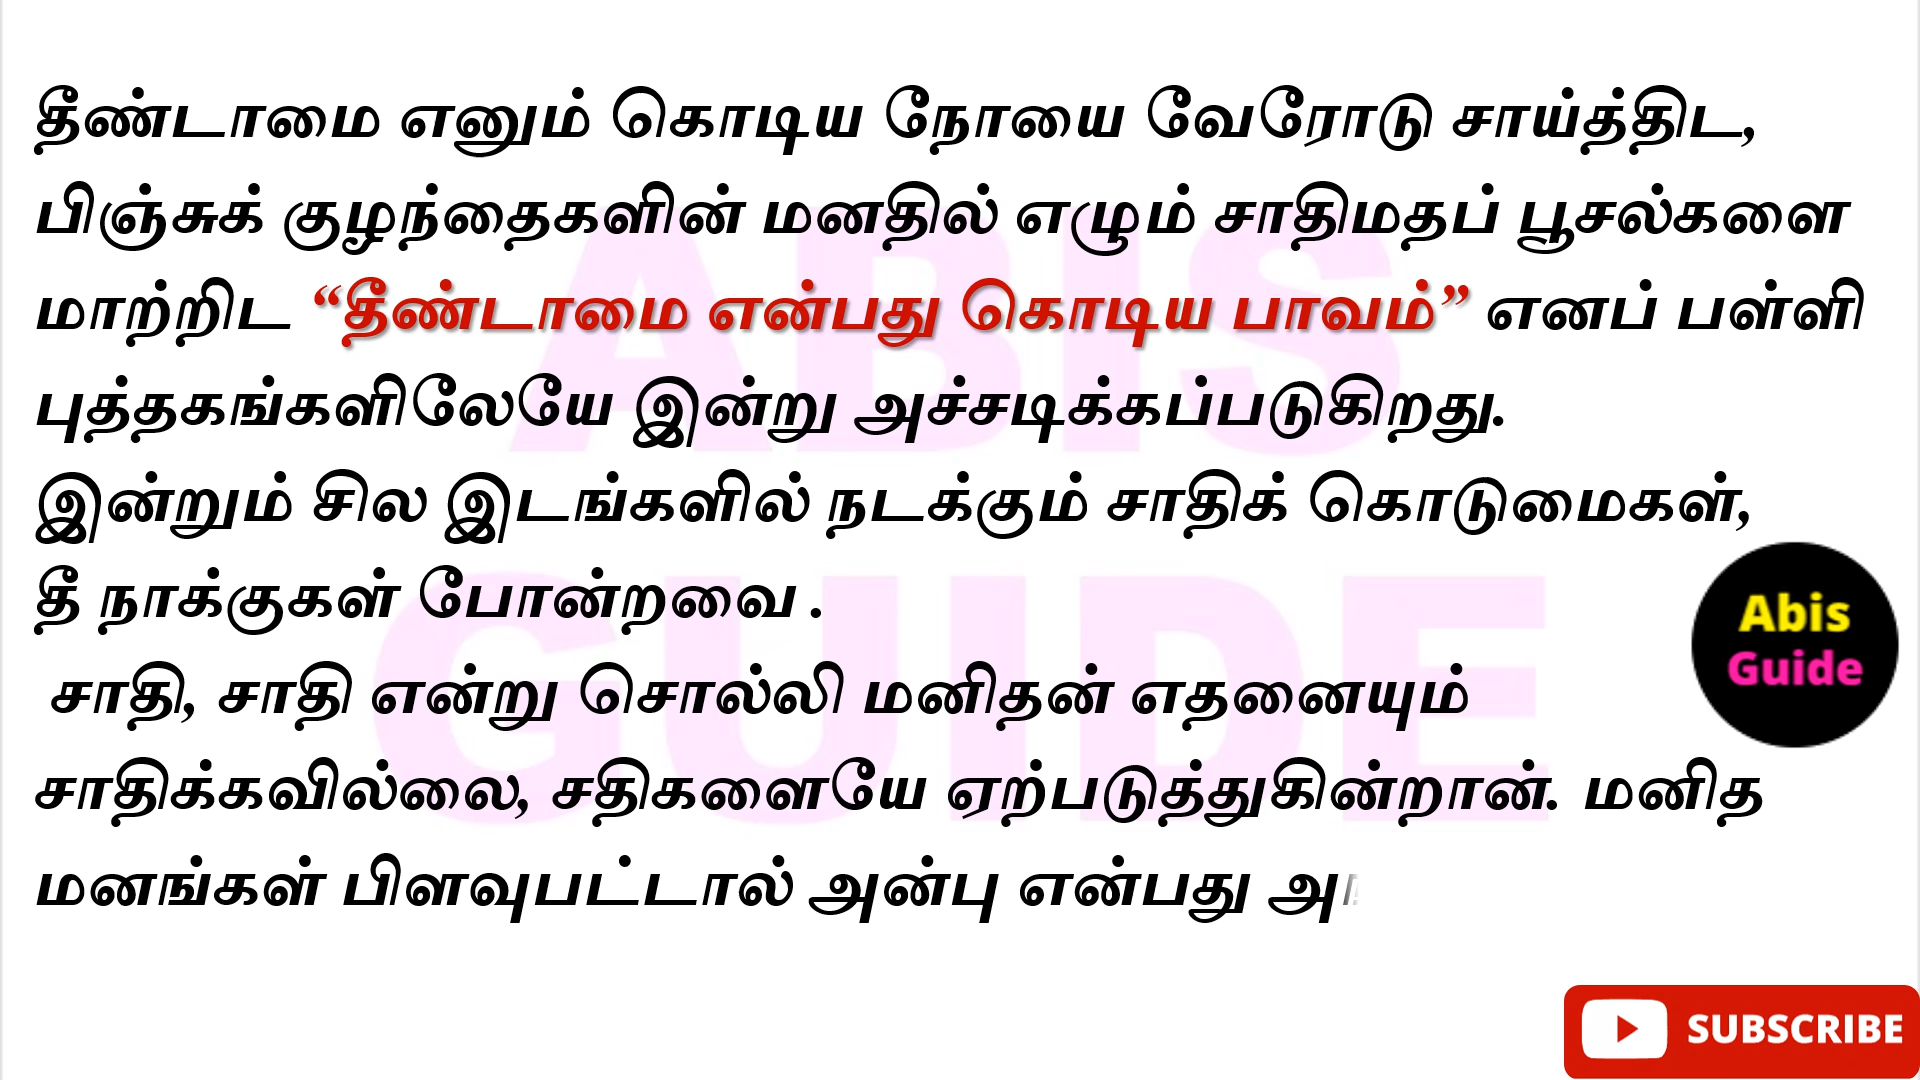 தீண்டாமை எனும் கொடிய நோயை வேரோடு சாய்த்திட,
பிஞ்சுக் குழந்தைகளின் மனதில் எழும் சாதிமதப் பூசல்களை
மாற்றிட “தீண்டாமை என்பது கொடிய பாவம்” எனப் பள்ளி
புத்தகங்களிலேயே இன்று அச்சடிக்கப்படுகிறது.
இன்றும் சில இடங்களில் நடக்கும் சாதிக் கொடுமைகள்,
தீ நாக்குகள் போன்றவை .
சாதி, சாதி என்று சொல்லி மனிதன் எதனையும்
சாதிக்கவில்லை, சதிகளையே ஏற்படுத்துகின்றான். மனித
மனங்கள் பிளவுபட்டால் அன்பு என்பது
ABIS
GUIDE
Abis
Guide
SUBSCRIBE